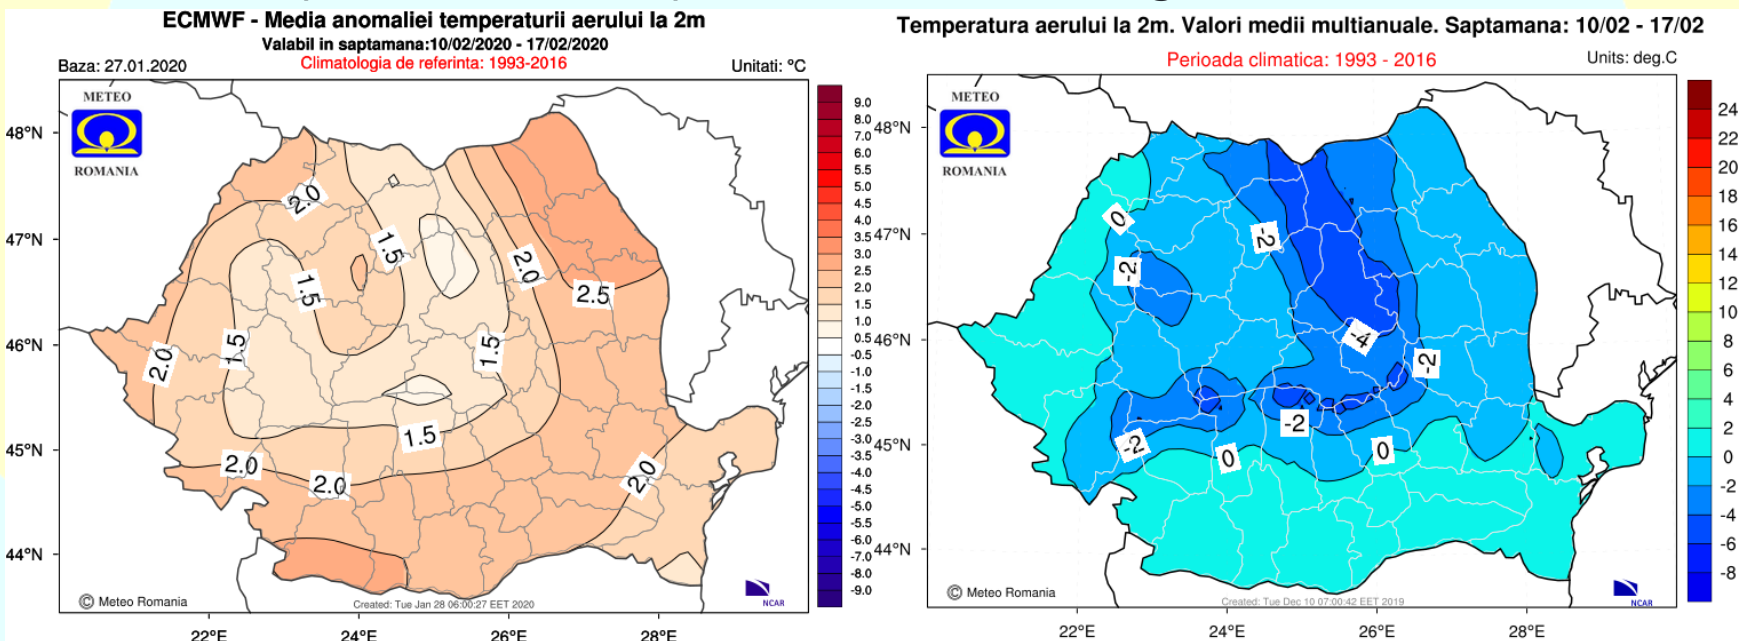 ECMWF - Media anomaliei temperaturii aerului la 2m
Valabil in saptamana:10/02/2020 - 17/02/2020
Climatologia de referinta: 1993-2016
Baza: 27.01.2020
Unitati: ºC
METEO
ROMANIA
48°N
47°N
46°N
45°N
44°N
22°E
24°E
26°E
28°E
2.0
1.5
1.5
2.0
2.5
1.5
1.5
2.0
1.5
2.0
2.0
2.0
9.0
8.0
7.0
6.0
5.5
5.0
4.5
4.0
3.5
3.0
2.5
2.0
1.5
1.0
0.5
-0.5
-1.0
-1.5
-2.0
-2.5
-3.0
-3.5
-4.0
-4.5
-5.0
-5.5
-6.0
-7.0
-8.0
-9.0
© Meteo Romania
Created: Tue Jan 28 06:00:27 EET 2020
NCAR
Temperatura aerului la 2m. Valori medii multianuale. Saptamana: 10/02 - 17/02
Perioada climatica: 1993 - 2016
Units: deg.C
METEO
ROMANIA
48°N
47°N
46°N
45°N
44°N
22°E
24°E
26°E
28°E
0
-2
-2
-4
-2
-2
-2
0
0
24
22
20
18
16
14
12
10
8
6
4
2
0
-2
-4
-6
-8
© Meteo Romania
Created: Tue Dec 10 07:00:42 EET 2019
NCAR